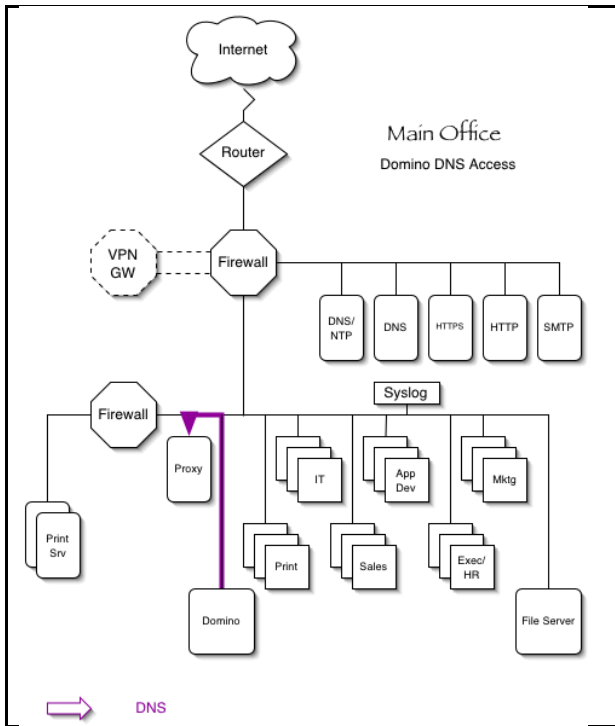 Internet
Main Office
Router
Domino DNS Access
VPN
GW
Firewall
DNS/
NTP
DNS
HTTPS
HTTP
SMTP
Syslog
Firewall
Proxy
IT
App
Dev
Mktg
Print
Srv
Print
Sales
Exec/
HR
Domino
File Server
DNS